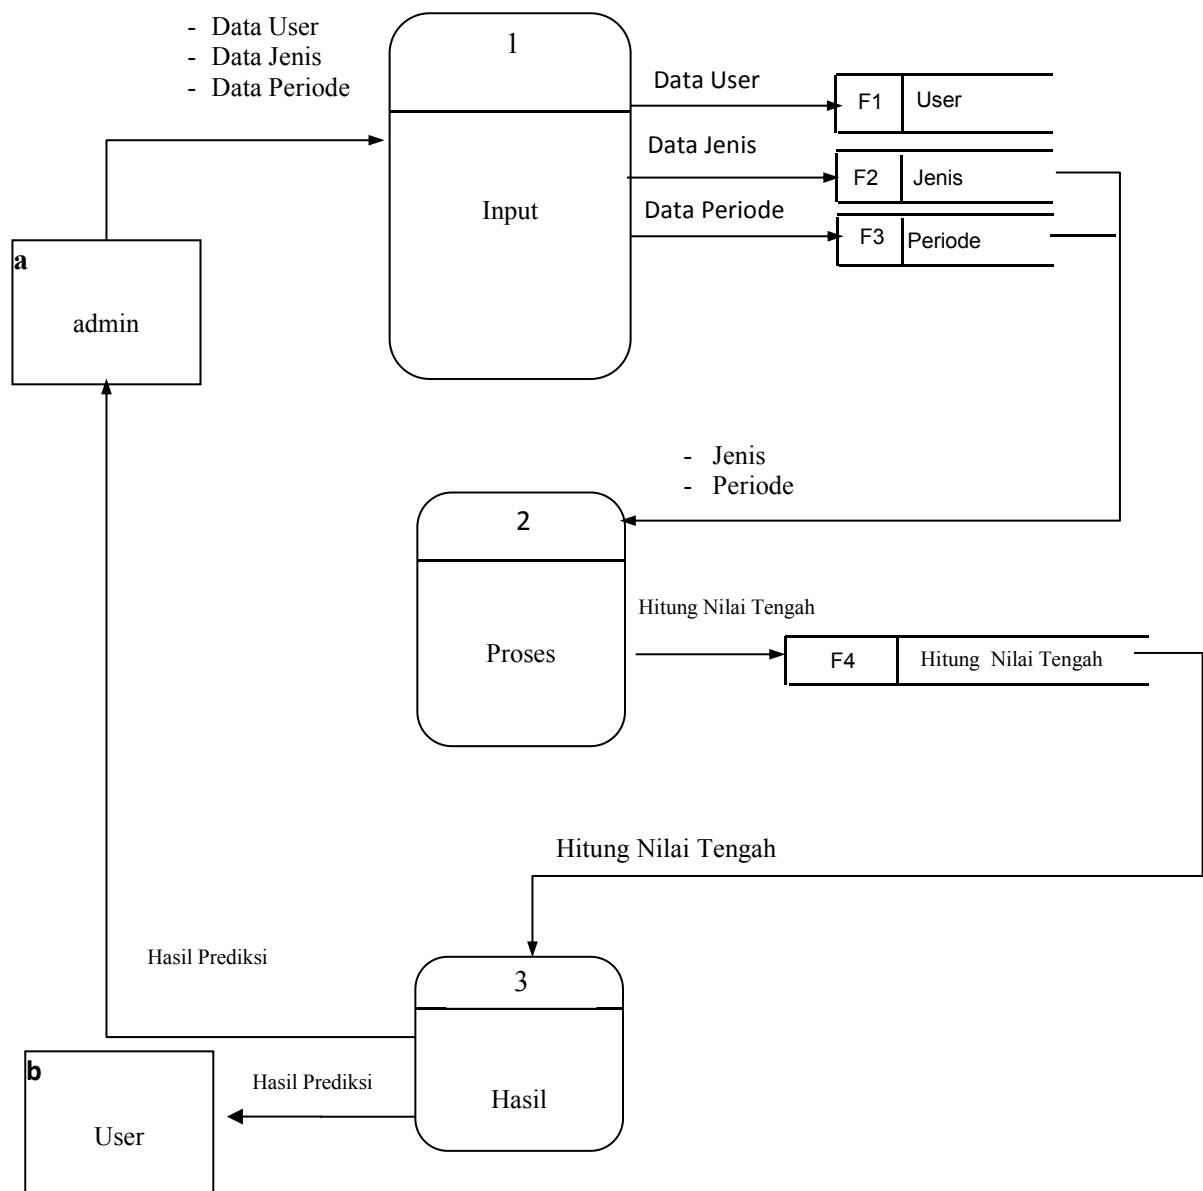 - Data User
- Data Jenis
- Data Periode
1
Input
Data User
F1 User
Data Jenis
F2 Jenis
Data Periode
F3 Periode
a
admin
- Jenis
- Periode
2
Proses
Hitung Nilai Tengah
F4 Hitung Nilai Tengah
Hitung Nilai Tengah
Hasil Prediksi
3
Hasil
Hasil Prediksi
b
User